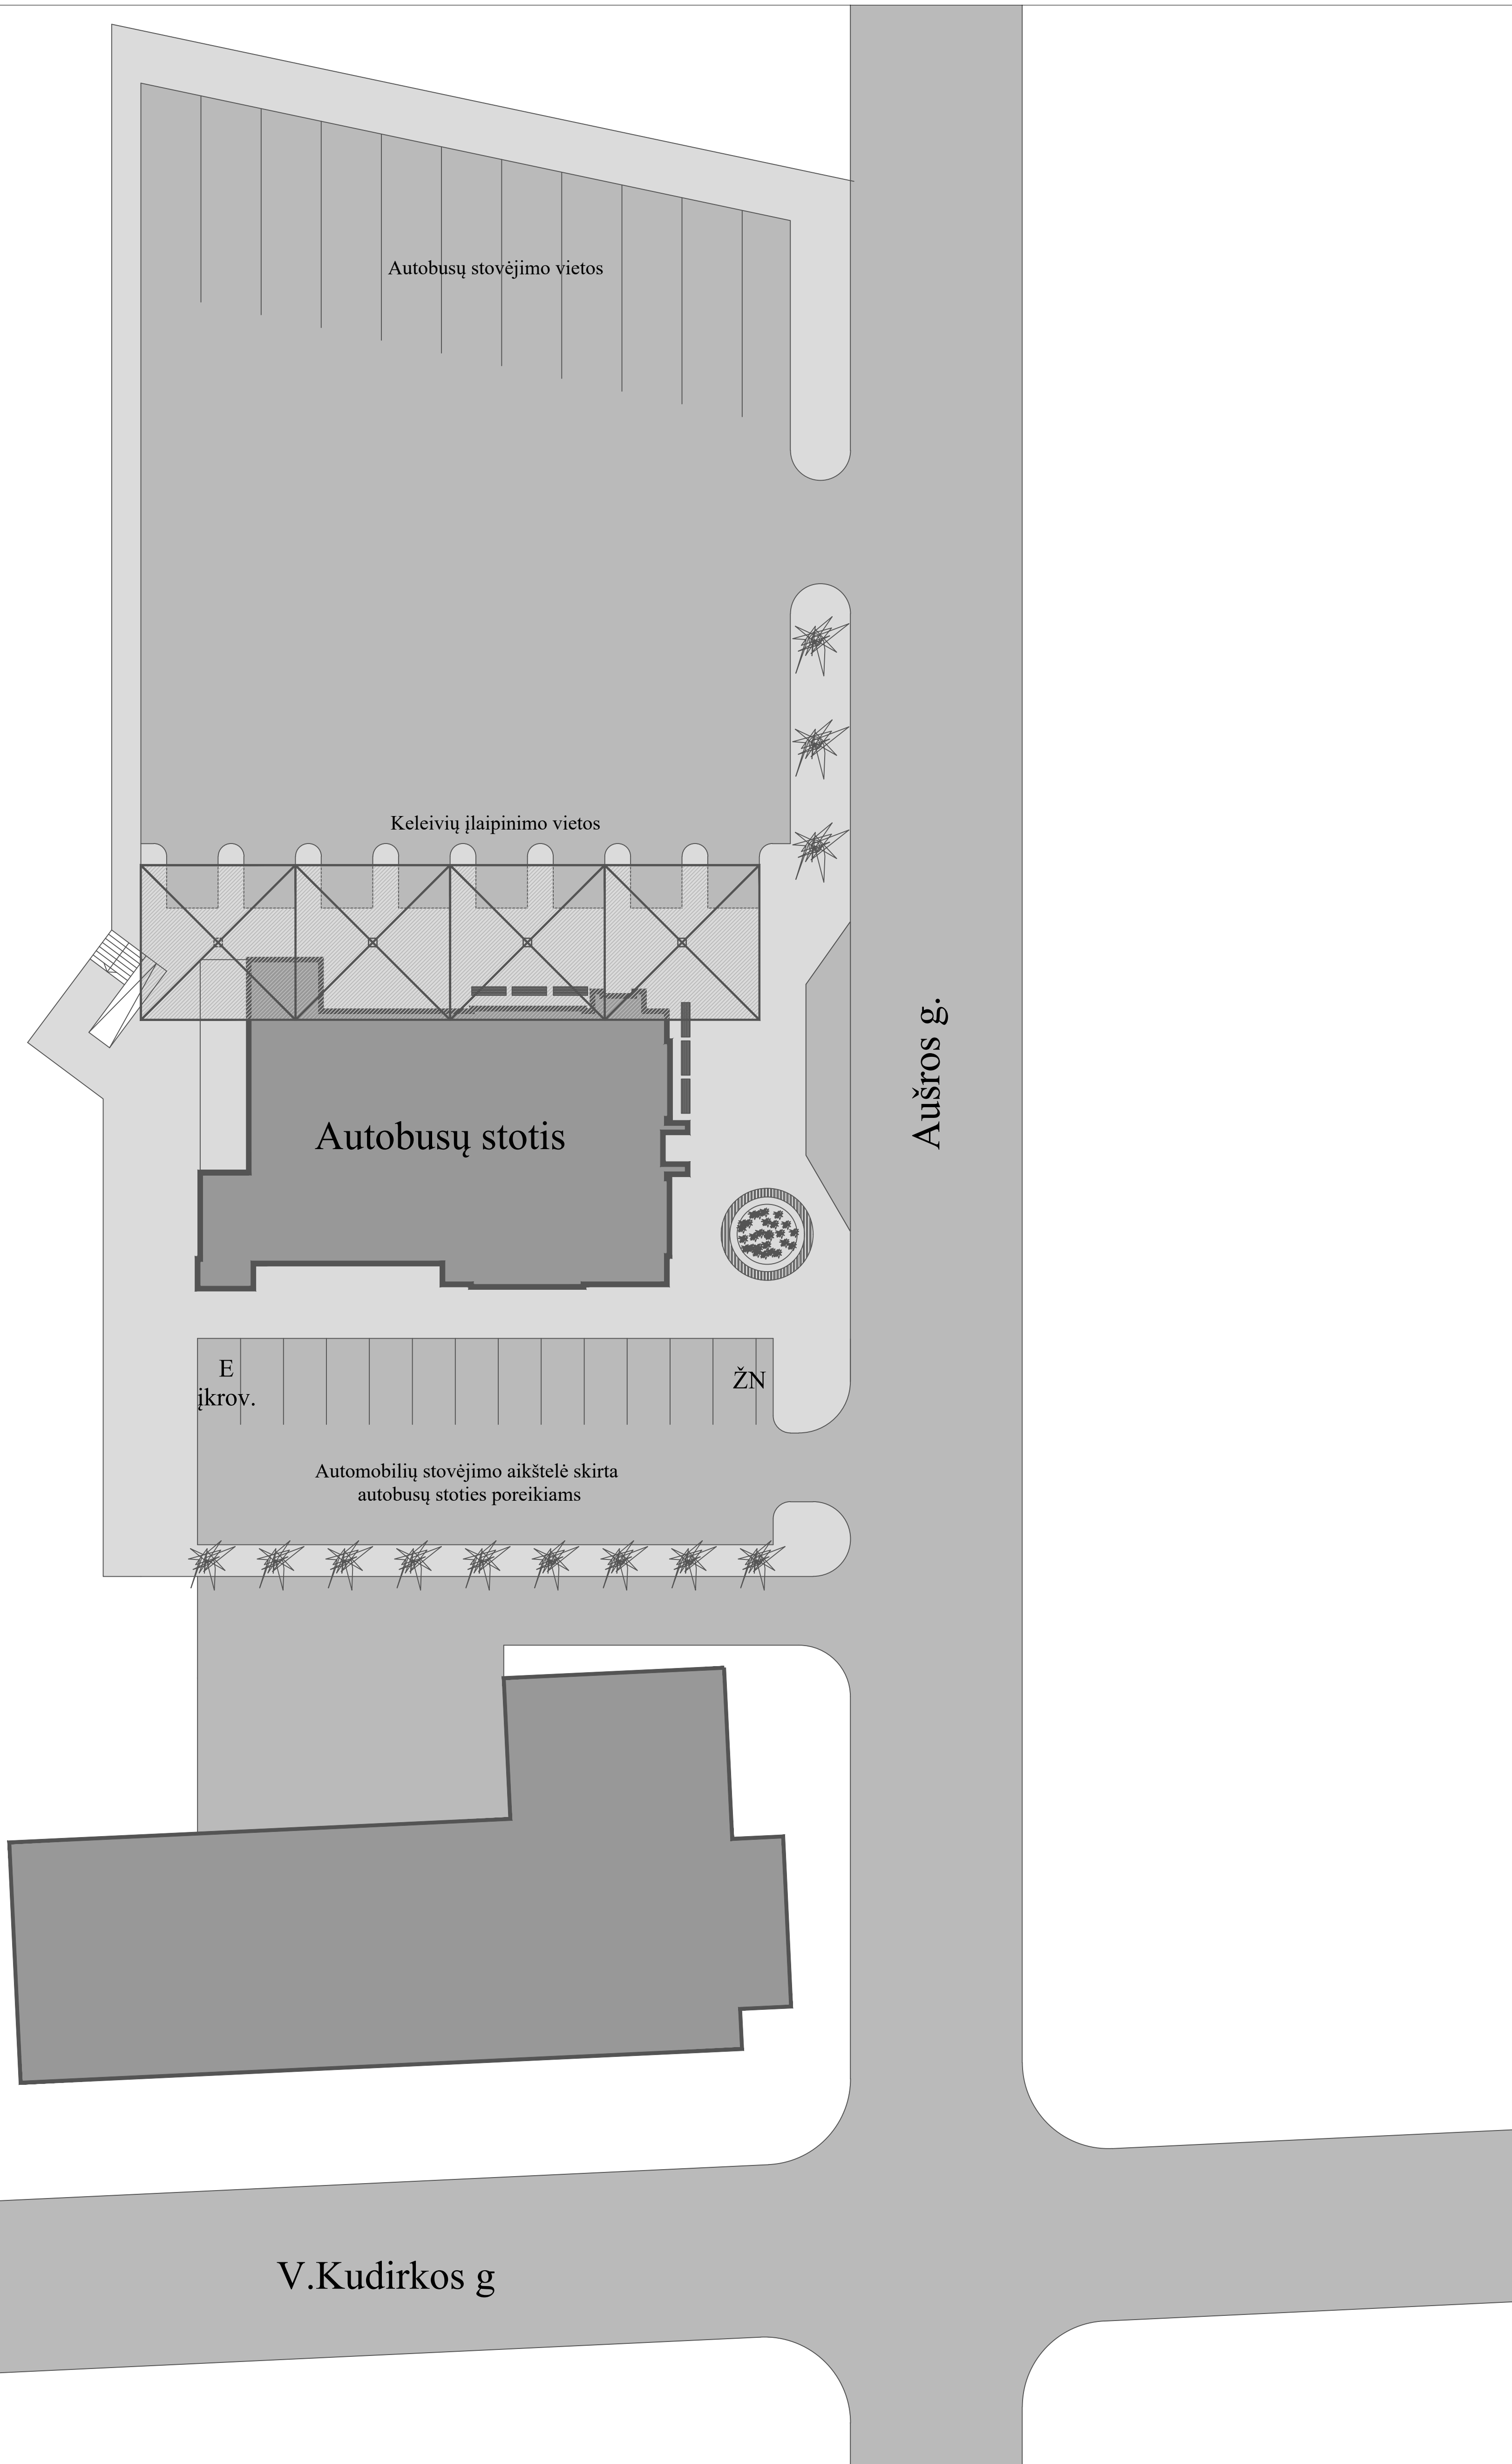 Autobusų stovėjimo vietos
Keleivių įlaipinimo vietos
Aušros g.
Autobusų stotis
E
įkrov.
ŽN
Automobilių stovėjimo aikštelė skirta
autobusų stoties poreikiams
V.Kudirkos g